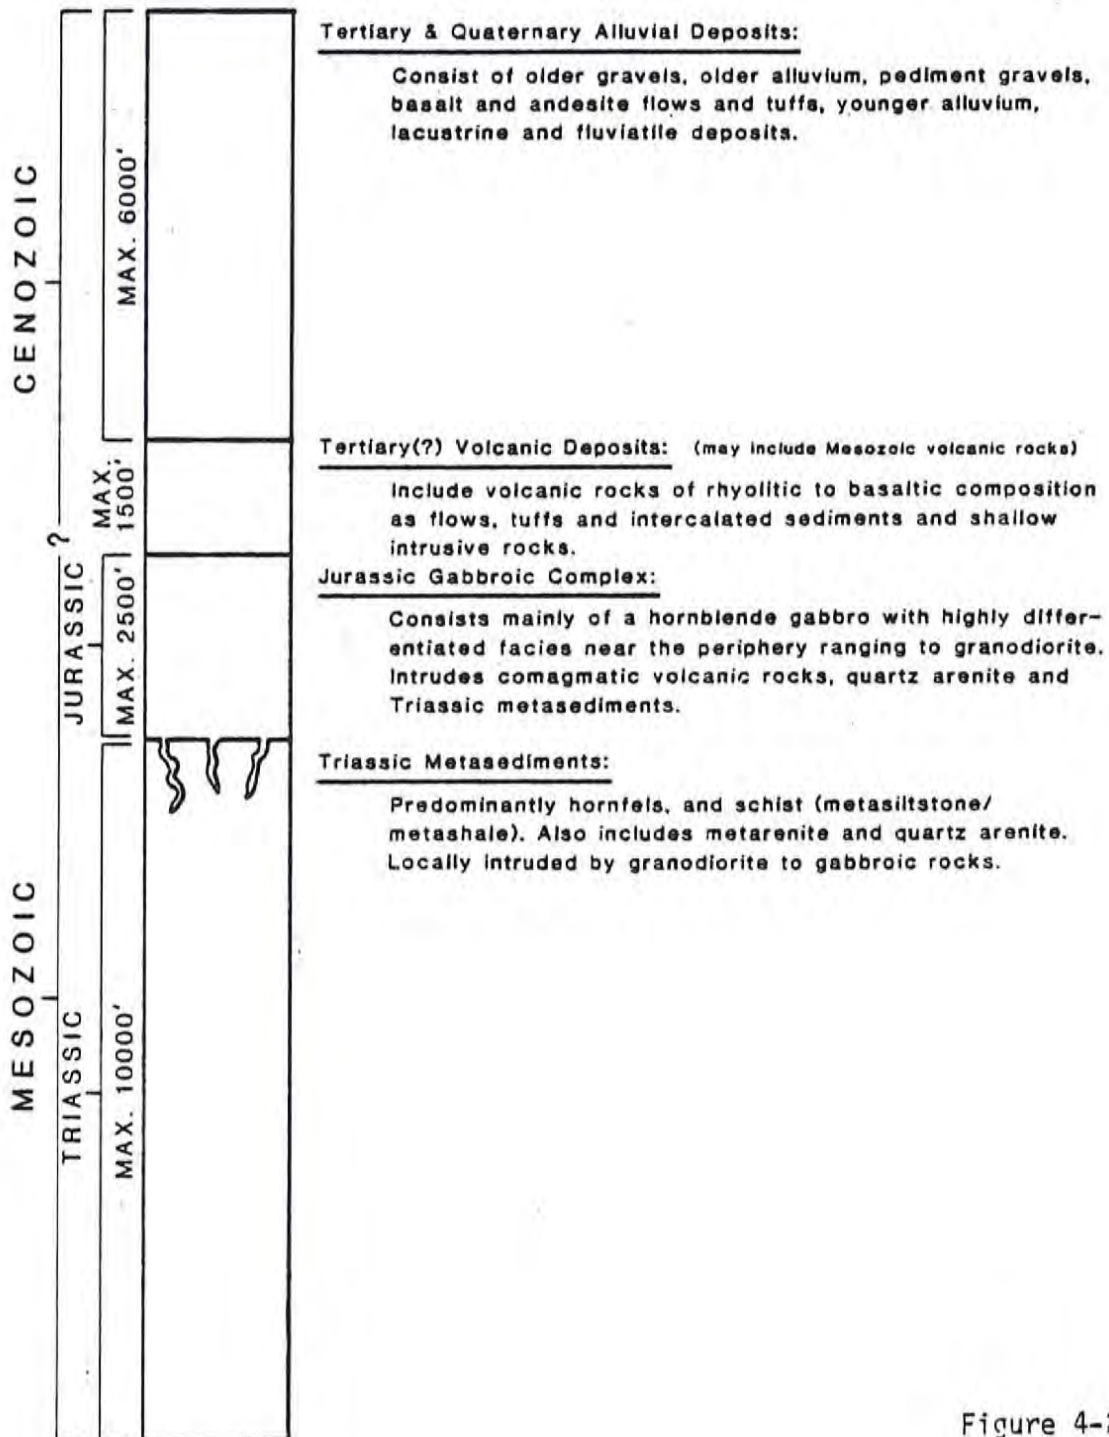 CENOZOIC
MAX. 6000'
Tertiary & Quaternary Alluvial Deposits:
Consist of older gravels, older alluvium, pediment gravels,
basalt and andesite flows and tuffs, younger alluvium,
lacustrine and fluviatile deposits.
MAX.
1500'
?
Tertiary(?) Volcanic Deposits: (may include Mesozoic volcanic rocks)
Include volcanic rocks of rhyolitic to basaltic composition
as flows, tuffs and intercalated sediments and shallow
intrusive rocks.
JURASSIC
MAX. 2500'
Jurassic Gabbroic Complex:
Consists mainly of a hornblende gabbro with highly differ-
entiated facies near the periphery ranging to granodiorite.
Intrudes comagmatic volcanic rocks, quartz arenite and
Triassic metasediments.
MESOZOIC
TRIASSIC
MAX. 10000'
Triassic Metasediments:
Predominantly hornfels, and schist (metasiltstone/
metashale). Also includes metarenite and quartz arenite.
Locally intruded by granodiorite to gabbroic rocks.
Figure 4-